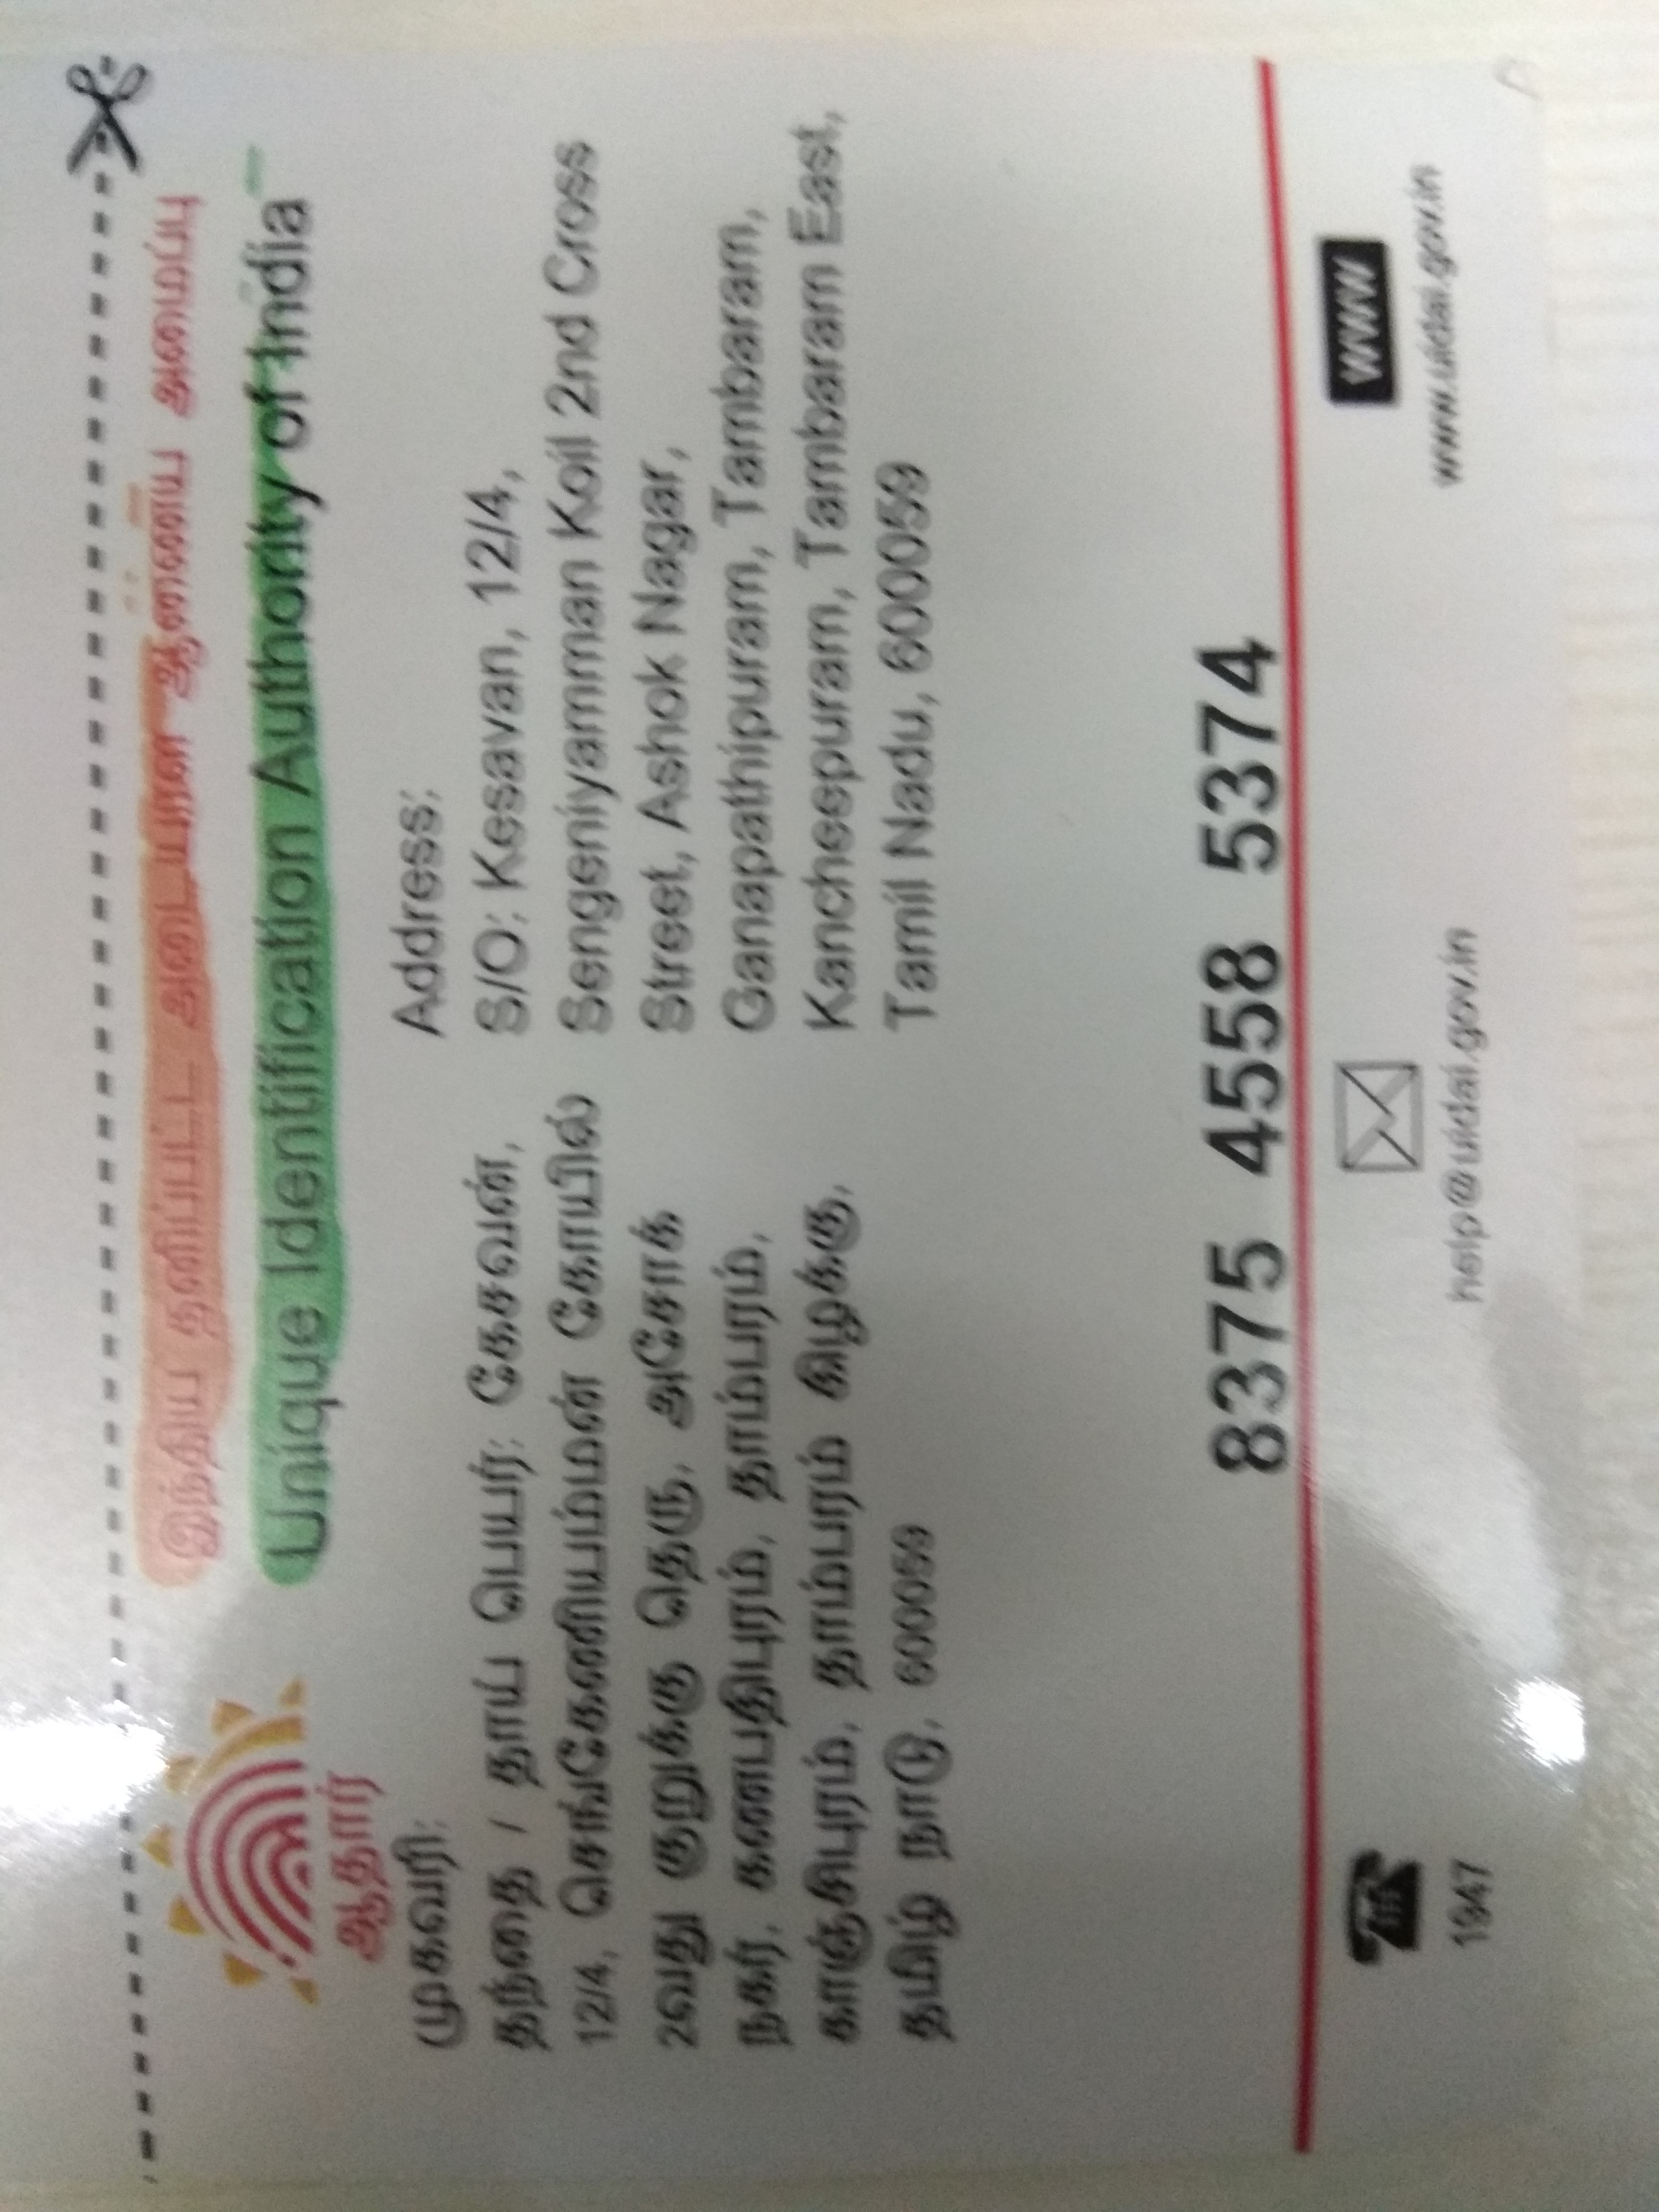 இந்திய தனிப்பட்ட அடையாள ஆணைய அமைப்பு
Unique Identification Authority of India
ஆதார்
முகவரி:
தந்தை / தாய் பெயர்: கேசவன்,
12/4, செங்கேணியம்மன் கோயில்
2வது குறுக்கு தெரு, அசோக்
நகர், கணபதிபுரம், தாம்பரம்,
காஞ்சிபுரம், தாம்பரம் கிழக்கு,
தமிழ் நாடு, 600059
Address:
S/O: Kesavan, 12/4,
Sengeniyamman Koil 2nd Cross
Street, Ashok Nagar,
Ganapathipuram, Tambaram,
Kancheepuram, Tambaram East,
Tamil Nadu, 600059
8375 4558 5374
1947
help@uidai.gov.in
WWW
www.uidai.gov.in